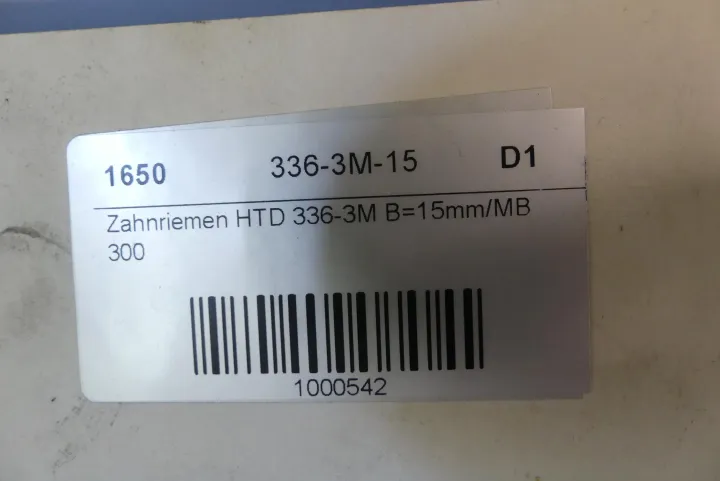 1650 336-3M-15 D1
Zahnriemen HTD 336-3M B=15mm/MB
300
1000542